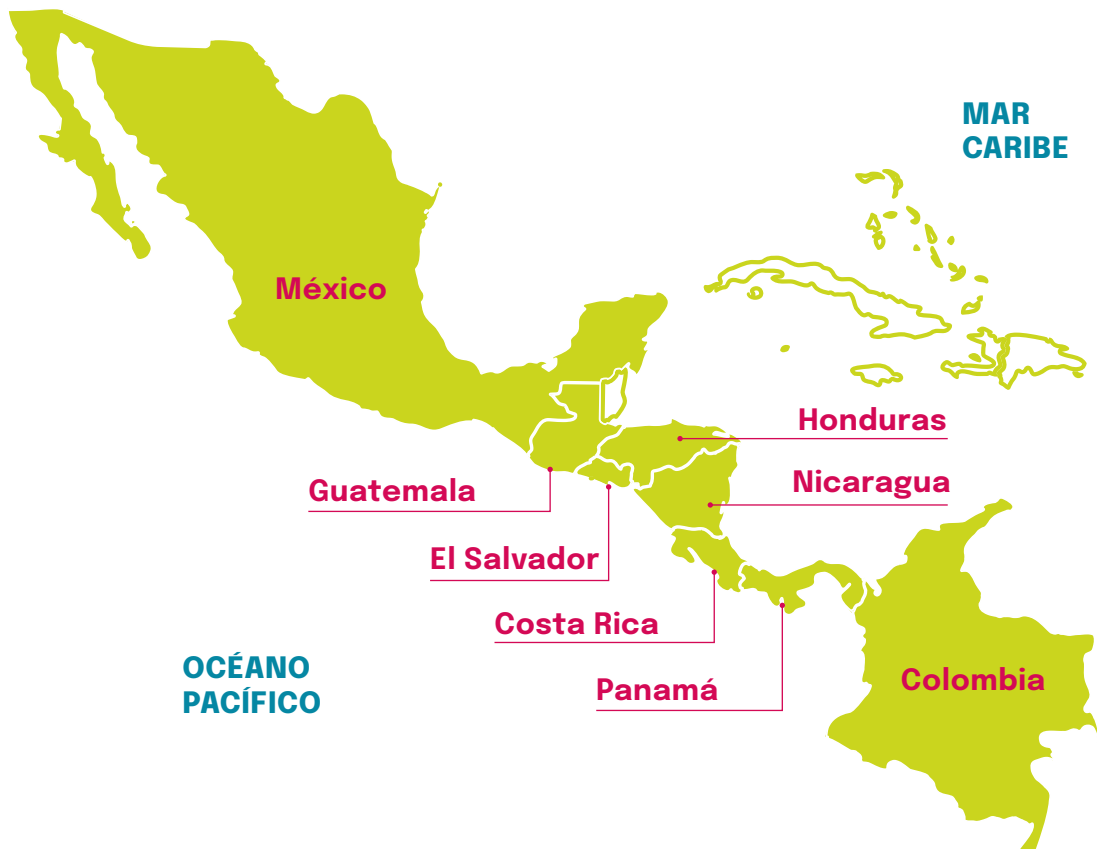 MAR
CARIBE
México
Honduras
Nicaragua
Guatemala
El Salvador
Costa Rica
OCÉANO
PACÍFICO
Panamá
Colombia